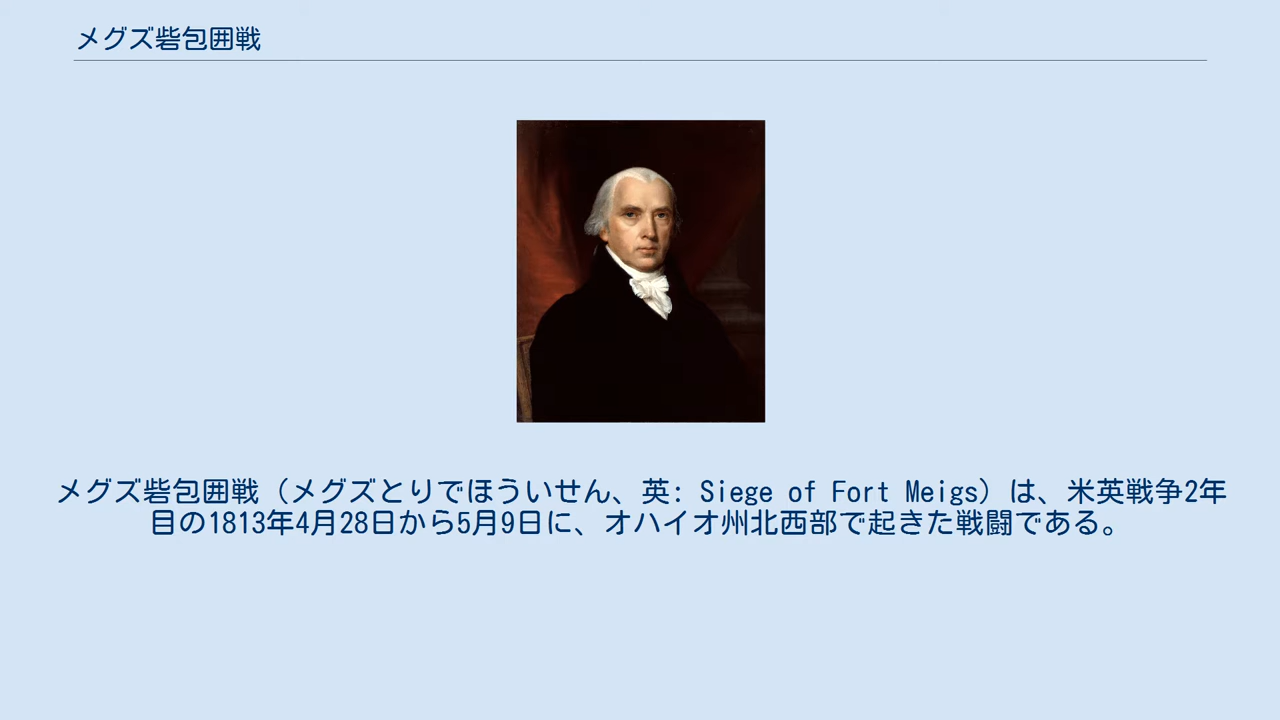 メグズ砦包囲戦
メグズ砦包囲戦（メグズとりでほういせん、英: Siege of Fort Meigs）は、米英戦争2年
目の1813年4月28日から5月9日に、オハイオ州北西部で起きた戦闘である。